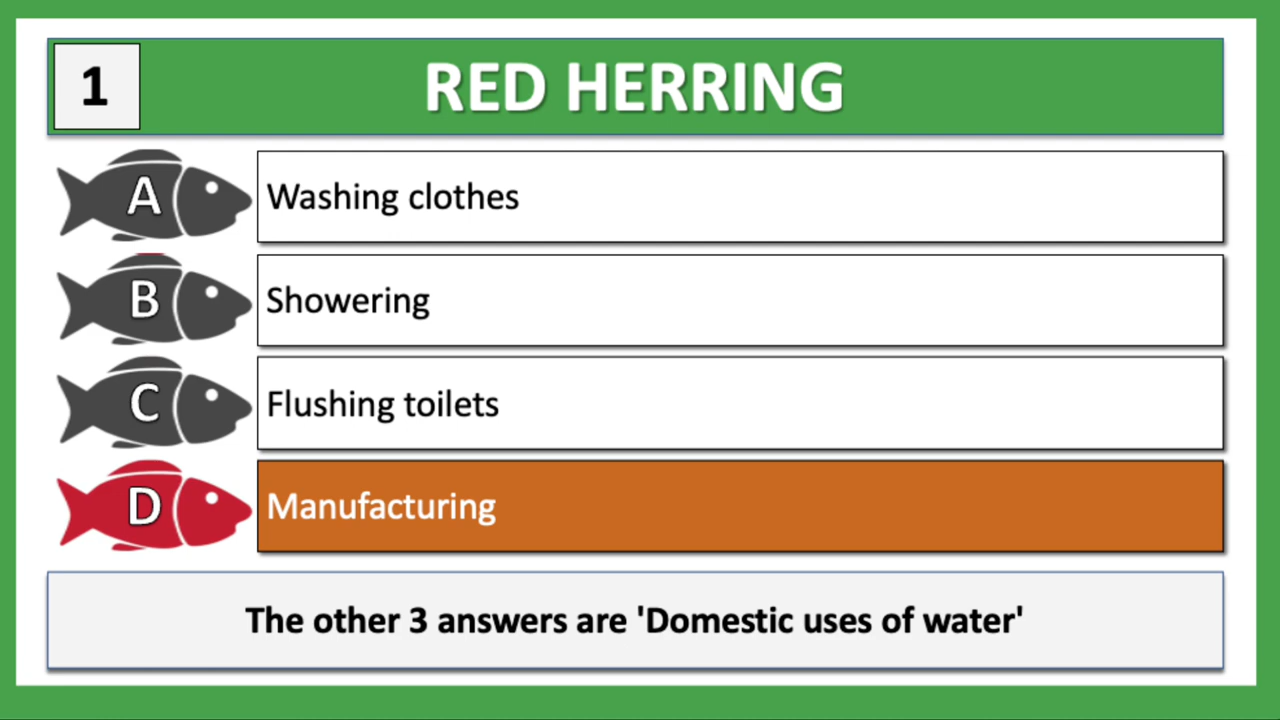 1
RED HERRING
A
Washing clothes
B
Showering
C
Flushing toilets
D
Manufacturing
The other 3 answers are 'Domestic uses of water'